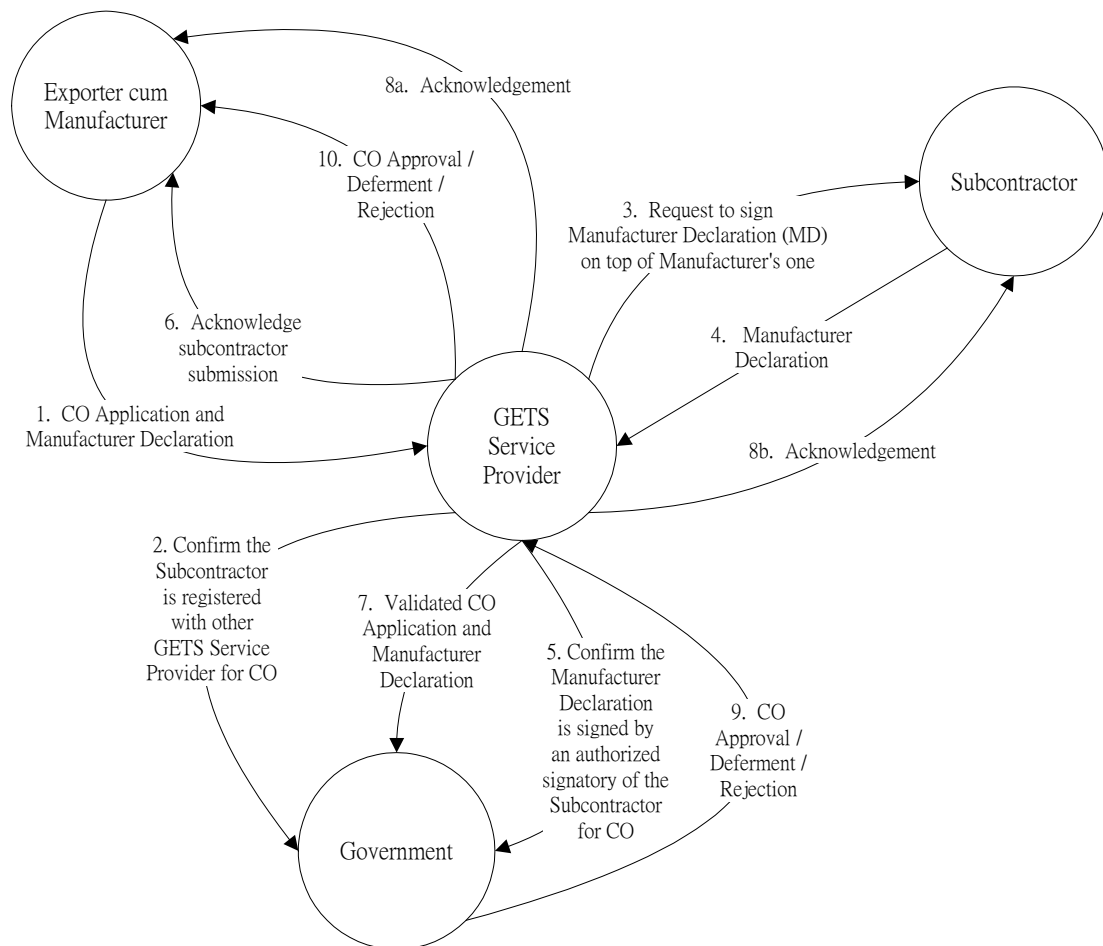 Exporter cum
Manufacturer
8a.  Acknowledgement
10.  CO Approval /
Deferment /
Rejection
Subcontractor
3.  Request to sign
Manufacturer Declaration (MD)
on top of Manufacturer's one
6.  Acknowledge
subcontractor
submission
4.   Manufacturer
Declaration
1.  CO Application and
Manufacturer Declaration
GETS
Service
Provider
8b.  Acknowledgement
2. Confirm the
Subcontractor
is registered
with other
GETS Service
Provider for CO
7.  Validated CO
Application and
Manufacturer
Declaration
5. Confirm the
Manufacturer
Declaration
is signed by
an authorized
signatory of the
Subcontractor
for CO
9.  CO
Approval /
Deferment /
Rejection
Government